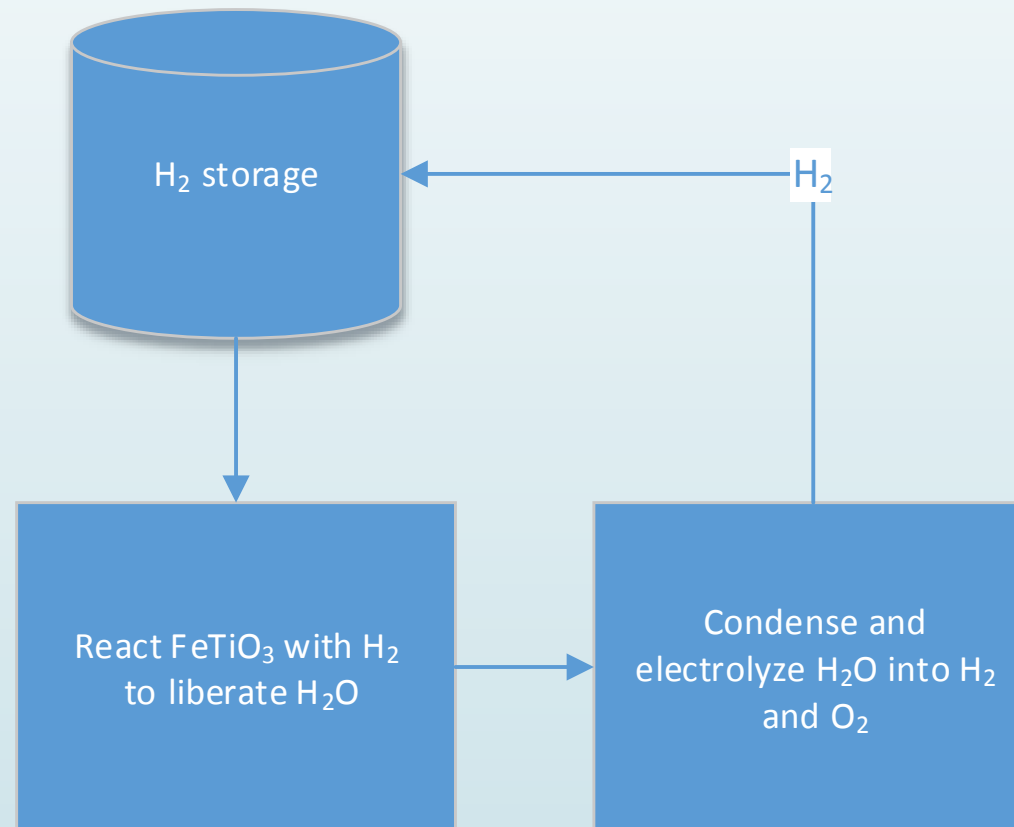 H₂ storage
H₂
React FeTiO₃ with H₂
to liberate H₂O
Condense and
electrolyze H₂O into H₂
and O₂